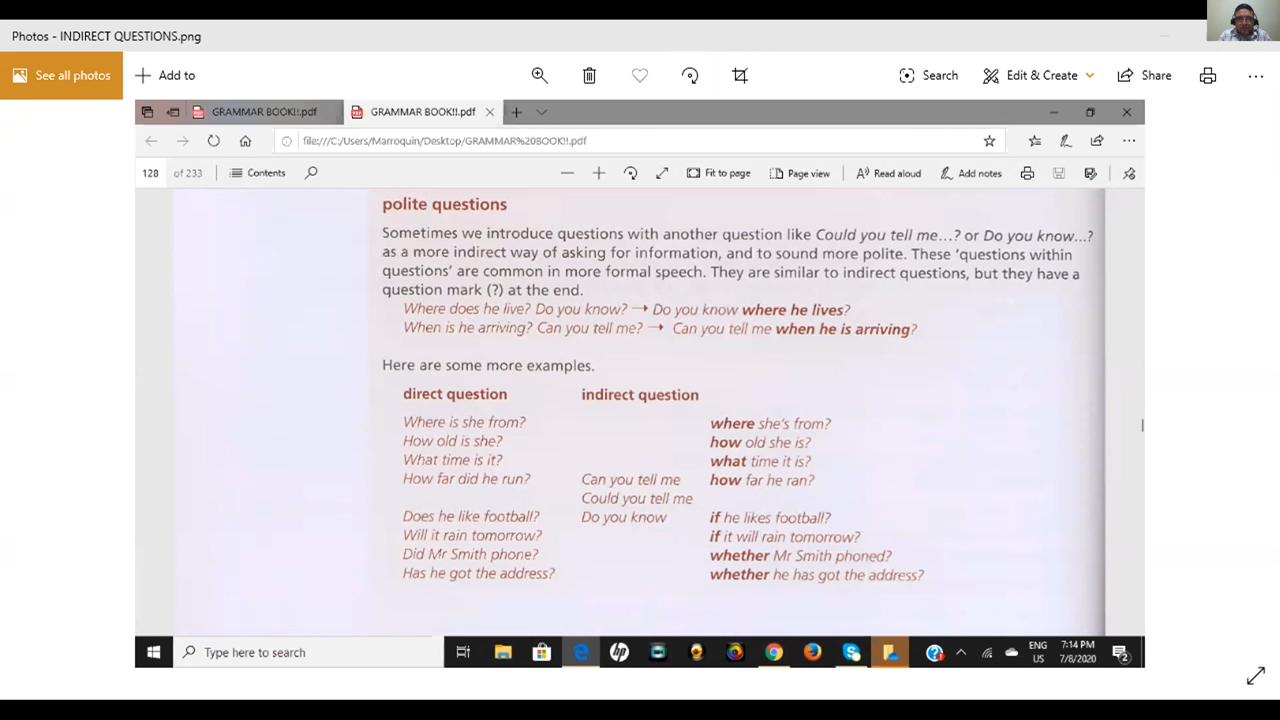 Photos - INDIRECT QUESTIONS.png
See all photos
Add to
Search
Edit & Create
Share
GRAMMAR BOOK!!.pdf
GRAMMAR BOOK!!.pdf
file:///C:/Users/Marroquin/Desktop/GRAMMAR%20BOOK!!.pdf
128 of 233 Contents
Fit to page
Page view
Read aloud
Add notes
polite questions
Sometimes we introduce questions with another question like Could you tell me...? or Do you know...?
as a more indirect way of asking for information, and to sound more polite. These 'questions within
questions' are common in more formal speech. They are similar to indirect questions, but they have a
question mark (?) at the end.
Where does he live? Do you know? → Do you know where he lives?
When is he arriving? Can you tell me? → Can you tell me when he is arriving?
Here are some more examples.
direct question indirect question
Where is she from? where she's from?
How old is she? how old she is?
What time is it? what time it is?
How far did he run? Can you tell me how far he ran?
Could you tell me
Does he like football? Do you know if he likes football?
Will it rain tomorrow? if it will rain tomorrow?
Did Mr Smith phone? whether Mr Smith phoned?
Has he got the address? whether he has got the address?
Type here to search
hp
ENG
US
7:14 PM
7/8/2020
2